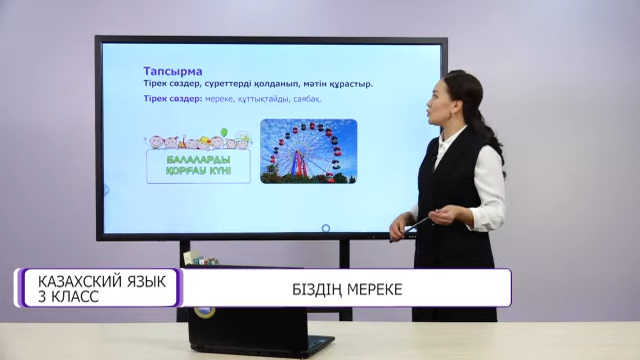 Тапсырма
Тірек сөздер, суреттерді қолданып, мәтін құрастыр.
Тірек сөздер: мереке, құттықтайды, саябақ.
БАЛАЛАРДЫ
ҚОРҒАУ КҮНІ
КАЗАХСКИЙ ЯЗЫК
3 КЛАСС
БІЗДІҢ МЕРЕКЕ